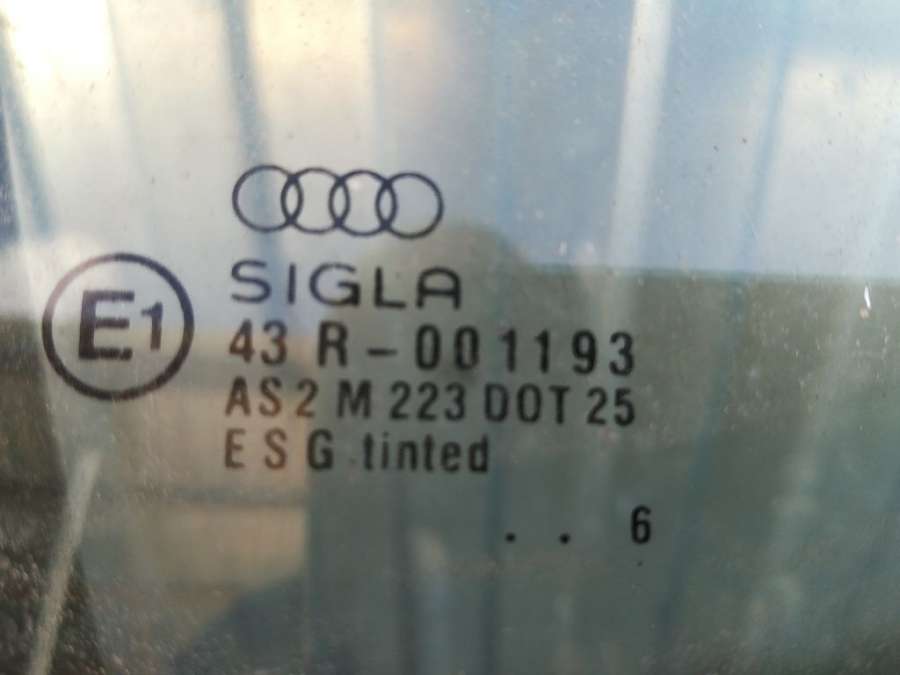 SIGLA
E1
43 R-001193
AS2 M 223 DOT 25
ESG tinted
. . 6